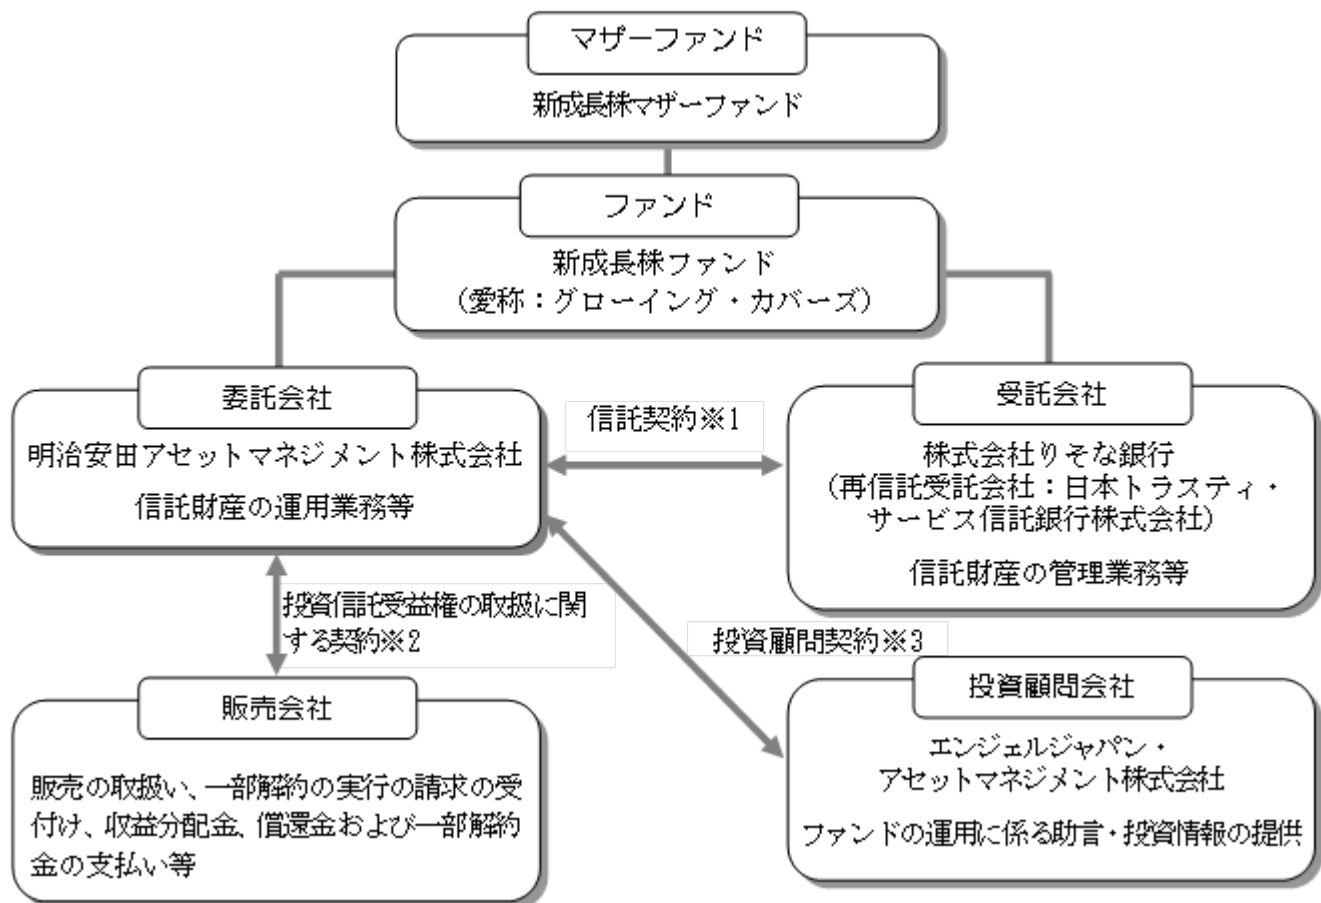 マザーファンド
新成長株マザーファンド
ファンド
新成長株ファンド
（愛称：グローイング・カバーズ）
委託会社
明治安田アセットマネジメント株式会社
信託財産の運用業務等
信託契約※1
受託会社
株式会社りそな銀行
（再信託受託会社：日本トラスティ・
サービス信託銀行株式会社）
信託財産の管理業務等
投資信託受益権の取扱に関
する契約※2
投資顧問契約※3
販売会社
販売の取扱い、一部解約の実行の請求の受
付け、収益分配金、償還金および一部解約
金の支払い等
投資顧問会社
エンジェルジャパン・
アセットマネジメント株式会社
ファンドの運用に係る助言・投資情報の提供